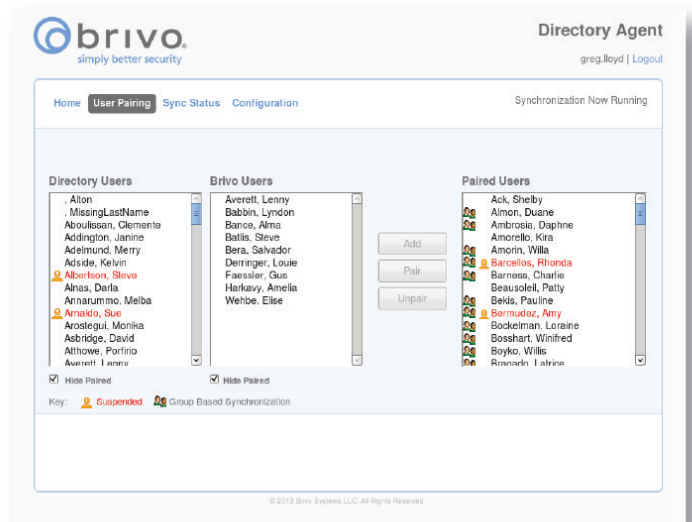 brivo.
simply better security
Directory Agent
greg.lloyd | Logout
Home User Pairing Sync Status Configuration
Synchronization Now Running
Directory Users
, Alton
, MissingLastName
Aboulissan, Clemente
Addington, Janine
Adelmund, Merry
Adside, Kelvin
Albertson, Steve
Alnas, Darla
Annarummo, Melba
Arnaldo, Sue
Arostegui, Monika
Asbridge, David
Atthowe, Porfirio
Averett, Lenny
Hide Paired
Brivo Users
Averett, Lenny
Babbin, Lyndon
Bance, Alma
Batlis, Steve
Bera, Salvador
Derringer, Louie
Faessler, Gus
Harkavy, Amelia
Wehbe, Elise
Hide Paired
Add
Pair
Unpair
Paired Users
Ack, Shelby
Almon, Duane
Ambrosia, Daphne
Amorello, Kira
Amorin, Willa
Barcellos, Rhonda
Barness, Charlie
Beausoleil, Patty
Bekis, Pauline
Bermudez, Amy
Bockelman, Loraine
Bosshart, Winifred
Boyko, Willis
Bragado, Latrice
Key: Suspended Group Based Synchronization
© 2013 Brivo Systems LLC. All Rights Reserved.